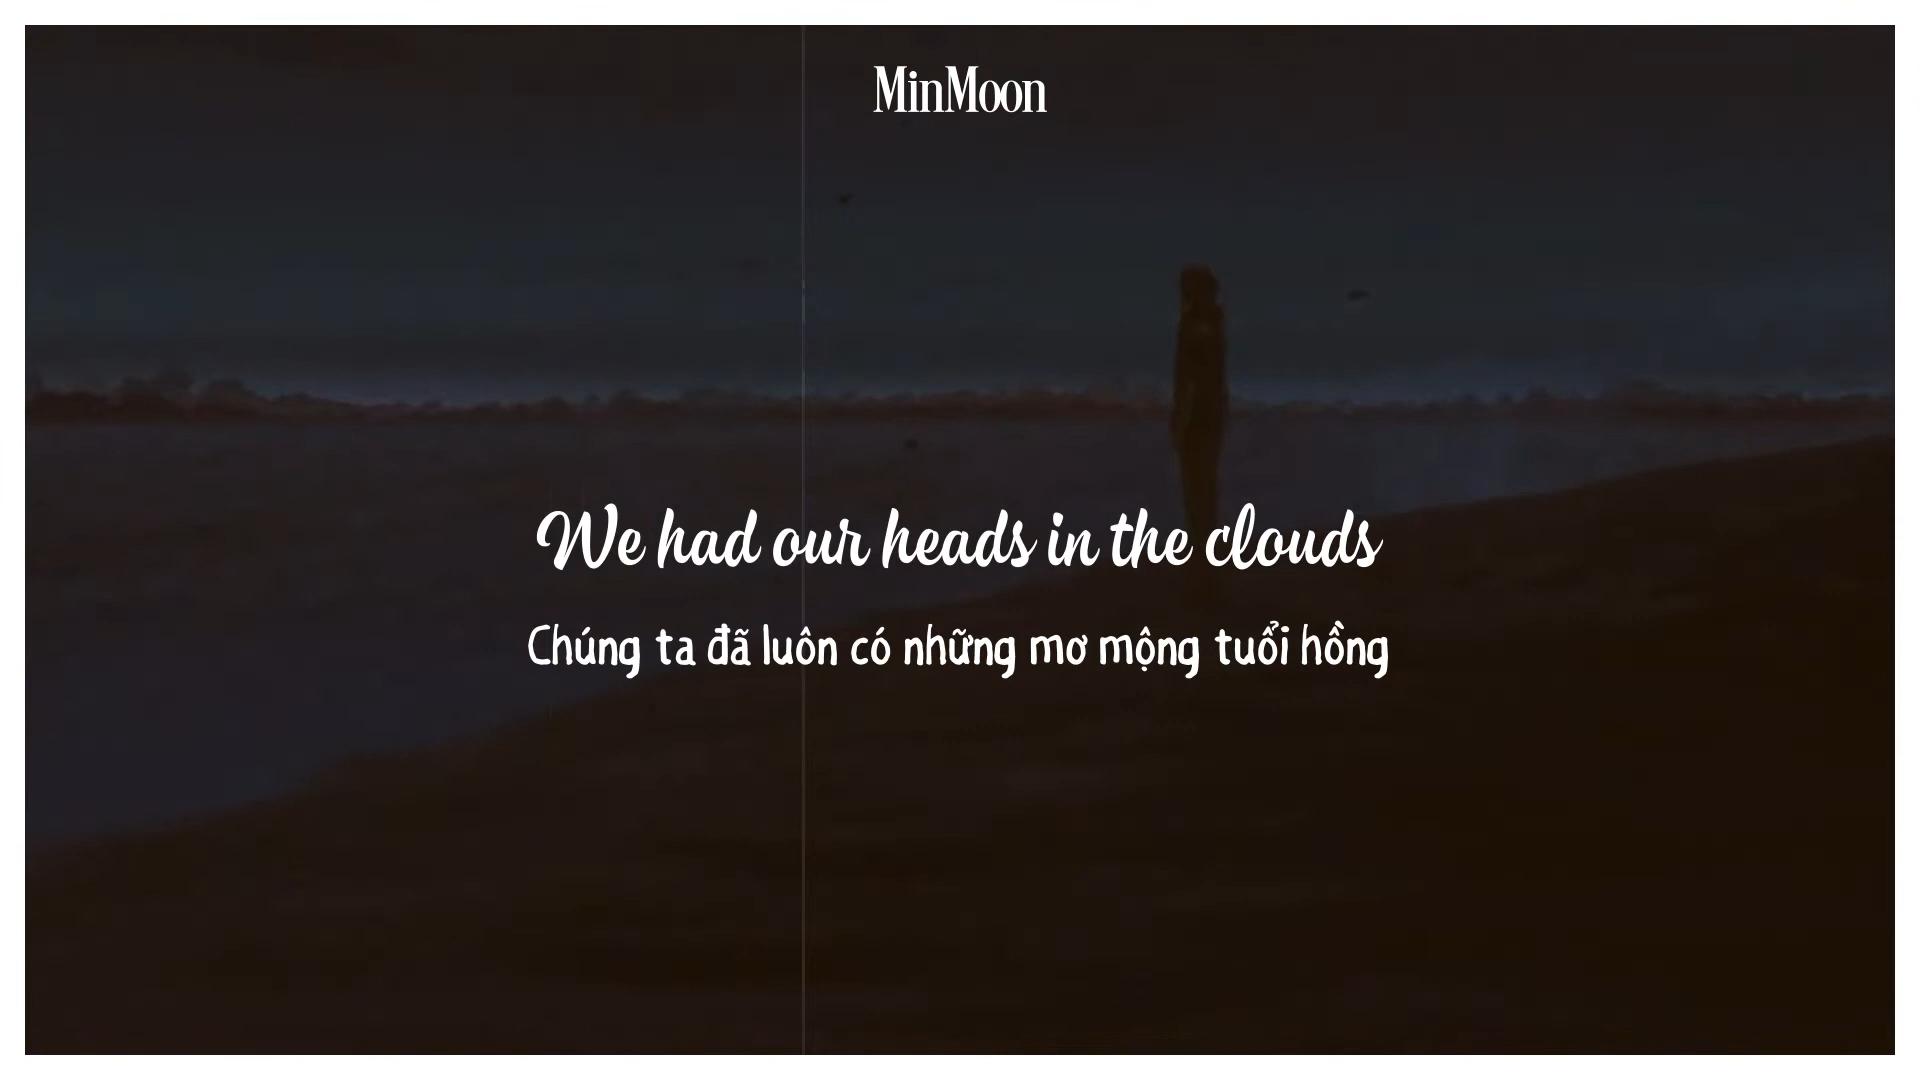 MinMoon
We had our heads in the clouds
Chúng ta đã luôn có những mơ mộng tuổi hồng